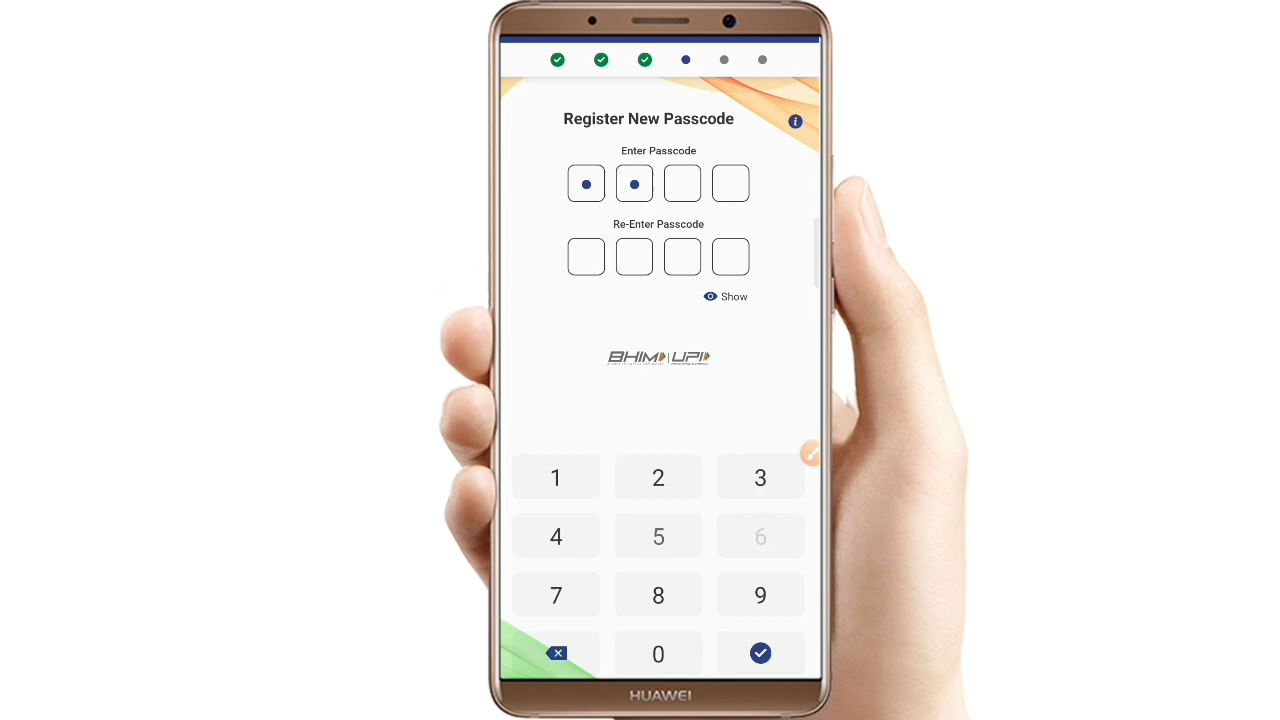 Register New Passcode
i
Enter Passcode
Re-Enter Passcode
Show
BHIM | UPI
1 2 3
4 5 6
7 8 9
0
HUAWEI